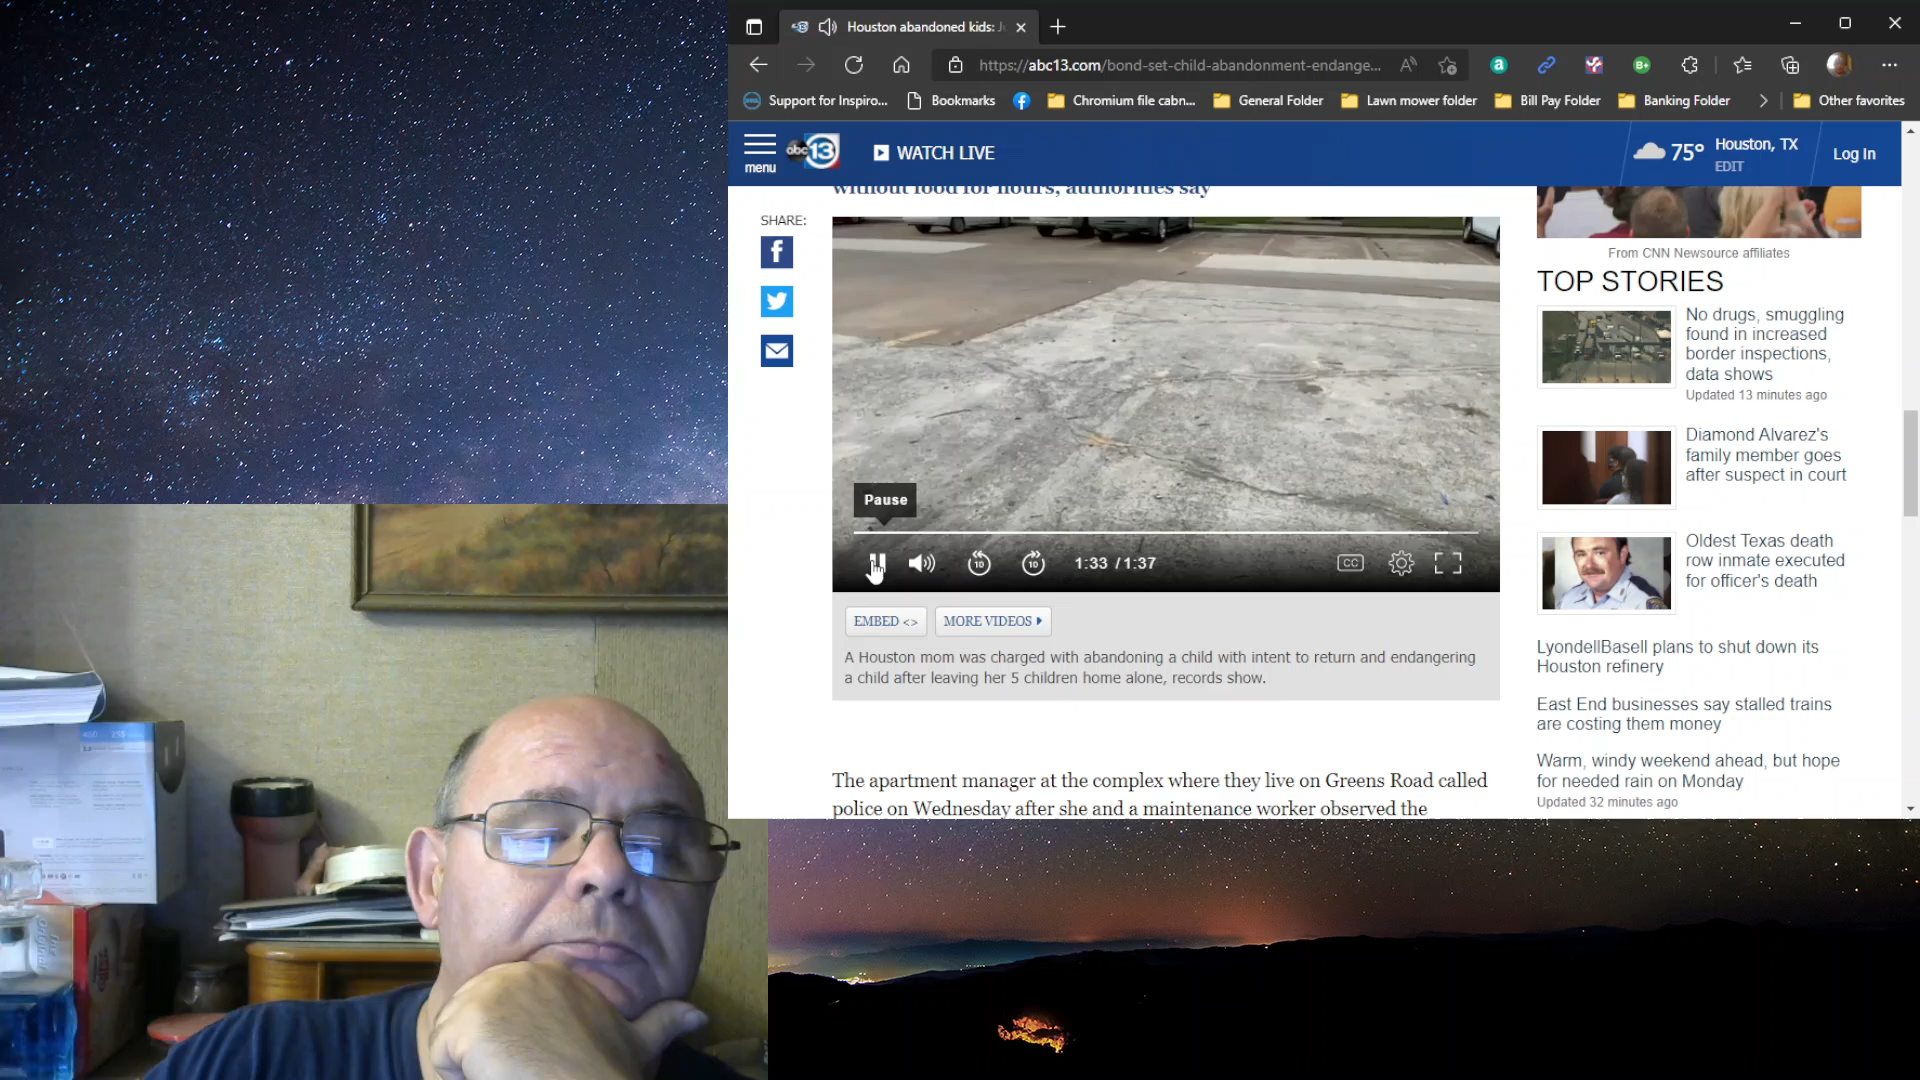 Houston abandoned kids:
https://abc13.com/bond-set-child-abandonment-endange...
Support for Inspiro...
Bookmarks
Chromium file cabn...
General Folder
Lawn mower folder
Bill Pay Folder
Banking Folder
Other favorites
menu
abc 13
WATCH LIVE
75°
Houston, TX
EDIT
Log In
without food for hours, authorities say
SHARE:
Pause
10
10
1:33 / 1:37
CC
EMBED <>
MORE VIDEOS
A Houston mom was charged with abandoning a child with intent to return and endangering
a child after leaving her 5 children home alone, records show.
The apartment manager at the complex where they live on Greens Road called
police on Wednesday after she and a maintenance worker observed the
From CNN Newsource affiliates
TOP STORIES
No drugs, smuggling
found in increased
border inspections,
data shows
Updated 13 minutes ago
Diamond Alvarez's
family member goes
after suspect in court
Oldest Texas death
row inmate executed
for officer's death
LyondellBasell plans to shut down its
Houston refinery
East End businesses say stalled trains
are costing them money
Warm, windy weekend ahead, but hope
for needed rain on Monday
Updated 32 minutes ago